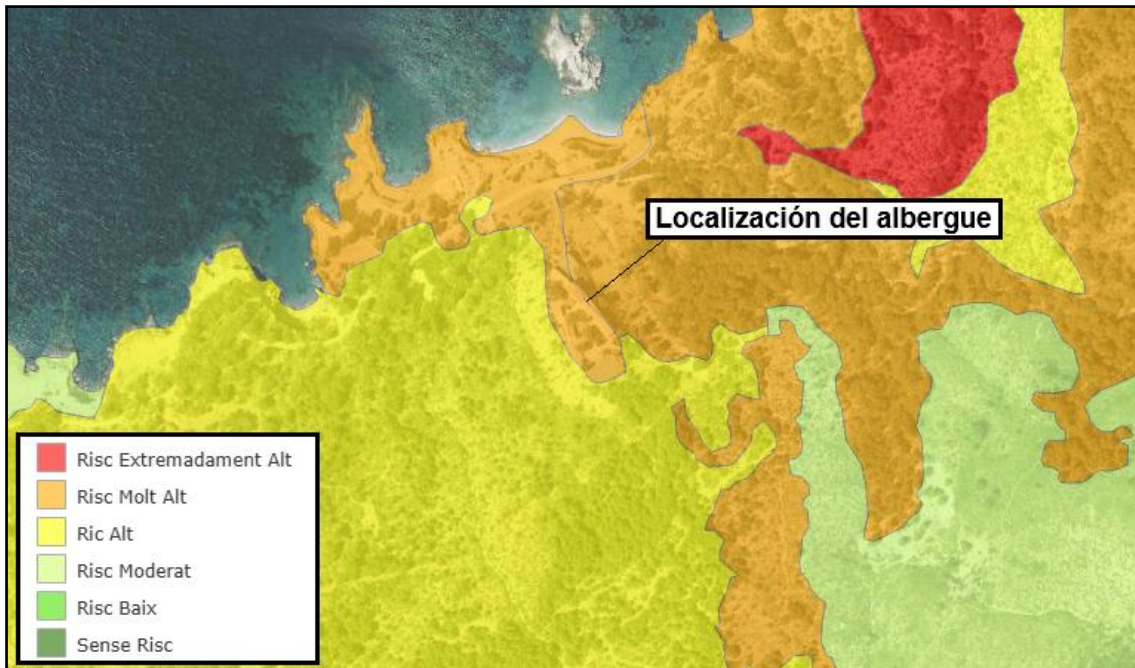 Localización del albergue
Risc Extremadament Alt
Risc Molt Alt
Ric Alt
Risc Moderat
Risc Baix
Sense Risc